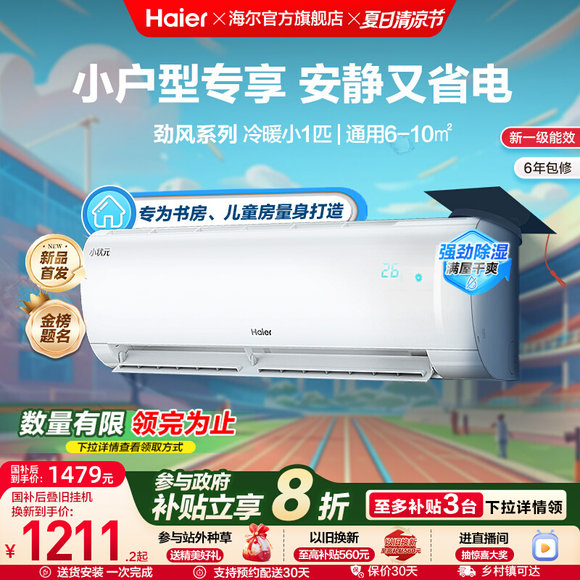 Haier × 海尔官方旗舰店 × 夏日清凉节
小户型专享 安静又省电
劲风系列 冷暖小1匹 | 通用6-10㎡
新一级能效
6年包修
专为书房、儿童房量身打造
NEW
新品
首发
小状元
26
强劲除湿
满屋干爽
金榜
题名
Haier
数量有限 领完为止
下拉详情查看领取方式
国补后
到手价: 1479元
国补后叠旧挂机
换新到手价:
¥1211.2起
参与政府
补贴立享 8折
至多补贴3台 下拉详情领
参与站外种草
送精美好礼
以旧换新
至高补贴560元
进直播间
抽惊喜大奖
送货安装 一次完成
支持预约配送30天
保价30天
乡村镇可达